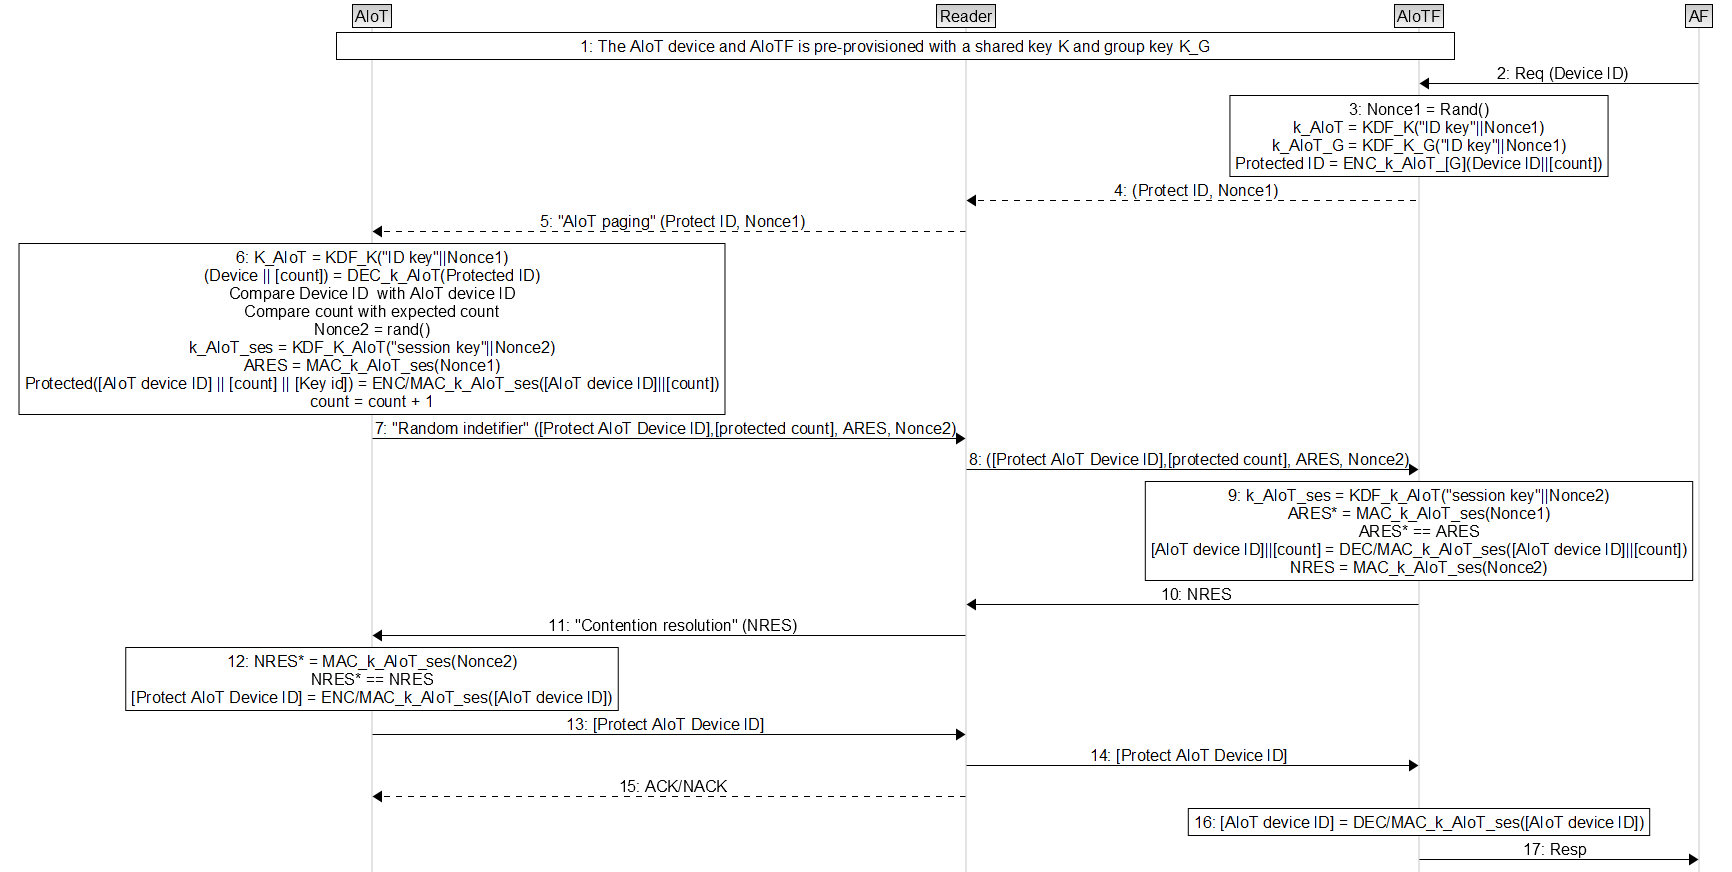 AIoT
Reader
AIoTF
AF
1: The AIoT device and AIoTF is pre-provisioned with a shared key K and group key K_G
2: Req (Device ID)
3: Nonce1 = Rand()
k_AIoT = KDF_K("ID key"||Nonce1)
k_AIoT_G = KDF_K_G("ID key"||Nonce1)
Protected ID = ENC_k_AIoT_[G](Device ID||[count])
4: (Protect ID, Nonce1)
5: "AIoT paging" (Protect ID, Nonce1)
6: K_AIoT = KDF_K("ID key"||Nonce1)
(Device || [count]) = DEC_k_AIoT(Protected ID)
Compare Device ID  with AIoT device ID
Compare count with expected count
Nonce2 = rand()
k_AIoT_ses = KDF_K_AIoT("session key"||Nonce2)
ARES = MAC_k_AIoT_ses(Nonce1)
Protected([AIoT device ID] || [count] || [Key id]) = ENC/MAC_k_AIoT_ses([AIoT device ID]||[count])
count = count + 1
7: "Random indetifier" ([Protect AIoT Device ID],[protected count], ARES, Nonce2)
8: ([Protect AIoT Device ID],[protected count], ARES, Nonce2)
9: k_AIoT_ses = KDF_k_AIoT("session key"||Nonce2)
ARES* = MAC_k_AIoT_ses(Nonce1)
ARES* == ARES
[AIoT device ID]||[count] = DEC/MAC_k_AIoT_ses([AIoT device ID]||[count])
NRES = MAC_k_AIoT_ses(Nonce2)
10: NRES
11: "Contention resolution" (NRES)
12: NRES* = MAC_k_AIoT_ses(Nonce2)
NRES* == NRES
[Protect AIoT Device ID] = ENC/MAC_k_AIoT_ses([AIoT device ID])
13: [Protect AIoT Device ID]
14: [Protect AIoT Device ID]
15: ACK/NACK
16: [AIoT device ID] = DEC/MAC_k_AIoT_ses([AIoT device ID])
17: Resp